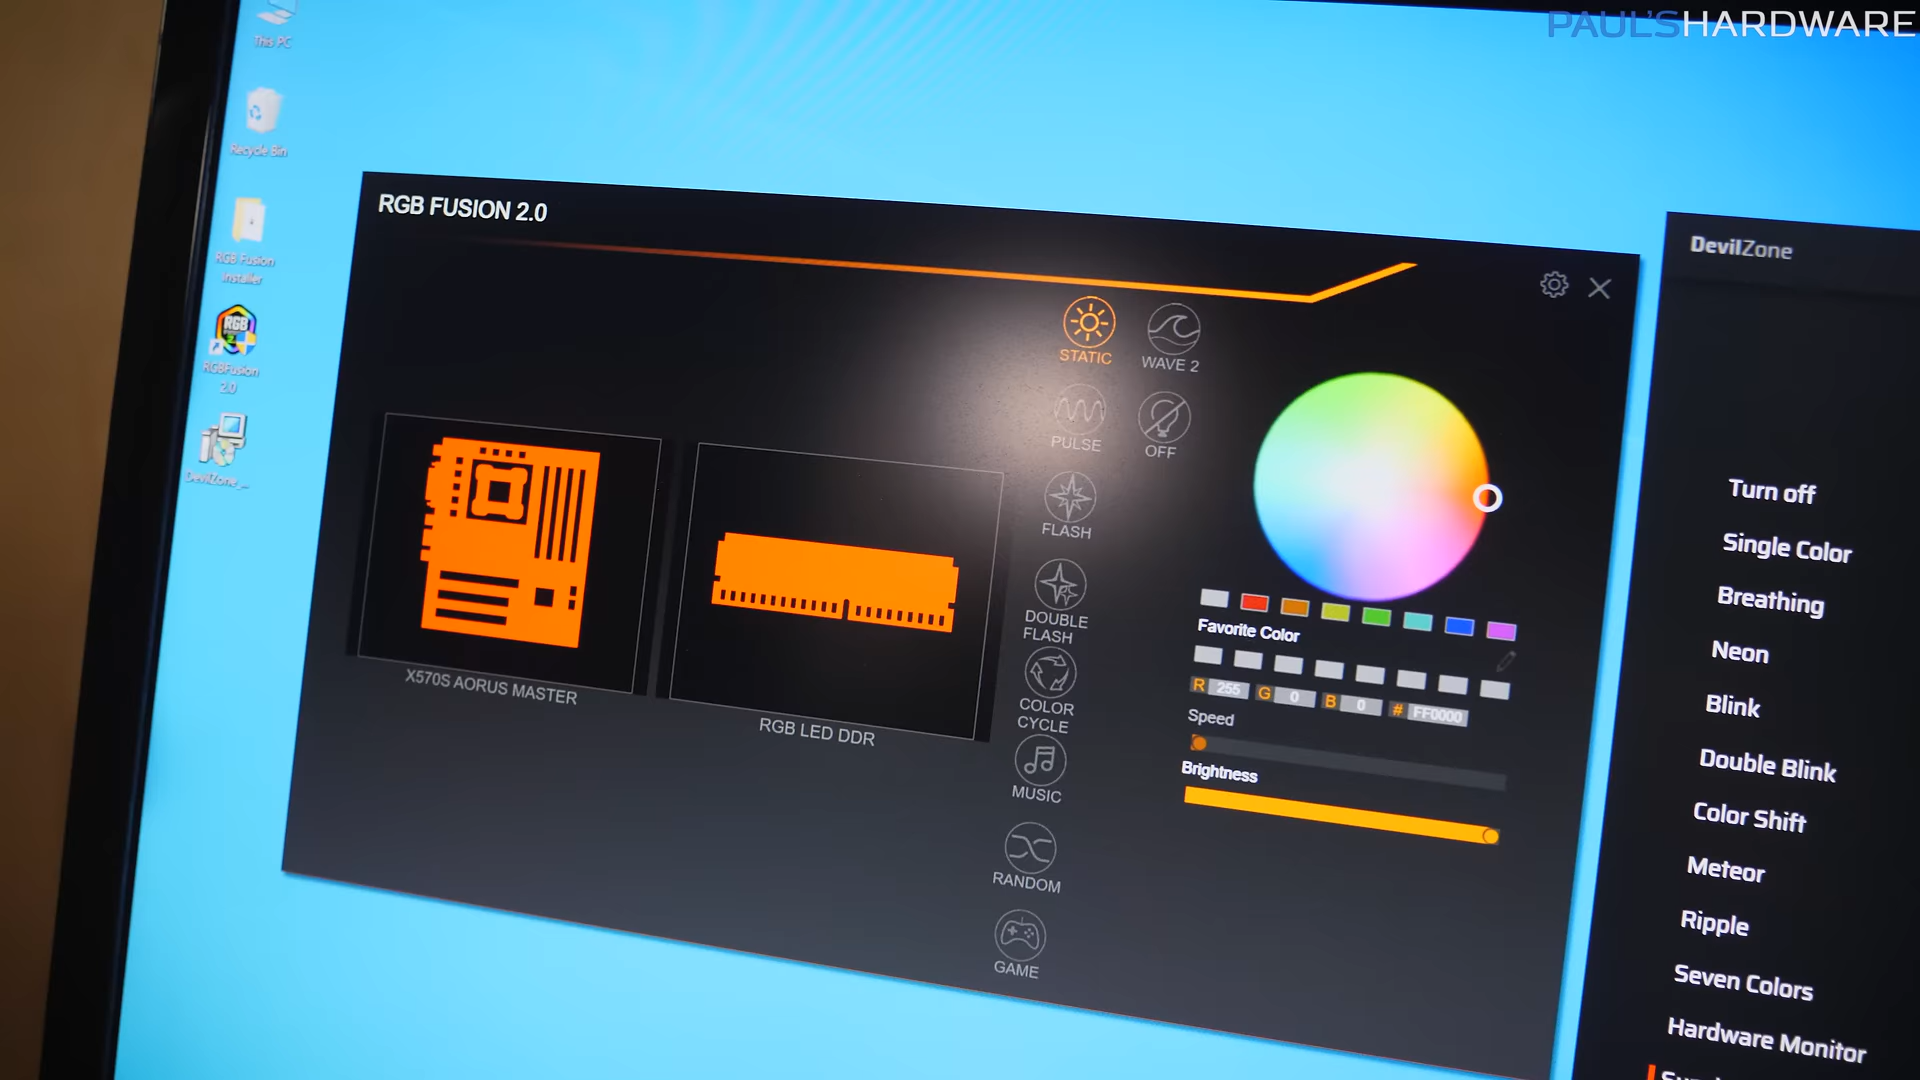 PAUL'SHARDWARE
This PC
Recycle Bin
RGB Fusion
Installer
RGB
RGBFusion
2.0
DevilZone_...
RGB FUSION 2.0
STATIC
WAVE 2
PULSE
OFF
FLASH
DOUBLE
FLASH
COLOR
CYCLE
MUSIC
RANDOM
GAME
X570S AORUS MASTER
RGB LED DDR
Favorite Color
R 255 G 0 B 0 # FF0000
Speed
Brightness
DevilZone
Turn off
Single Color
Breathing
Neon
Blink
Double Blink
Color Shift
Meteor
Ripple
Seven Colors
Hardware Monitor